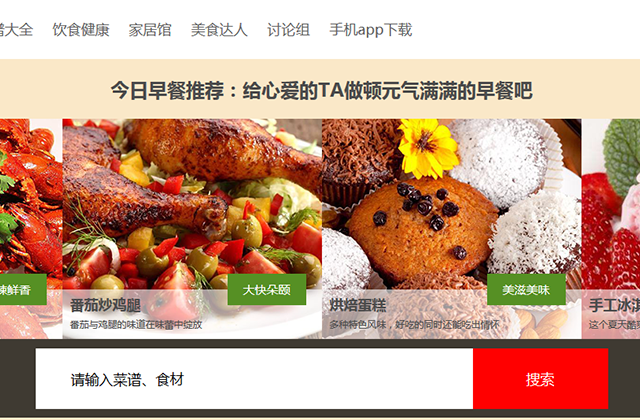 谱大全 饮食健康 家居馆 美食达人 讨论组 手机app下载
今日早餐推荐：给心爱的TA做顿元气满满的早餐吧
辣鲜香
大快朵颐
美滋美味
番茄炒鸡腿
番茄与鸡腿的味道在味蕾中绽放
烘焙蛋糕
多种特色风味，好吃的同时还能吃出情怀
手工冰淇
这个夏天酷爽
请输入菜谱、食材
搜索